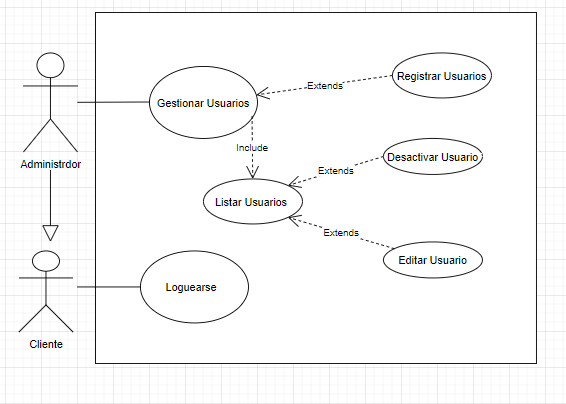 Registrar Usuarios
Extends
Gestionar Usuarios
Include
Desactivar Usuario
Administrdor
Extends
Listar Usuarios
Extends
Editar Usuario
Loguearse
Cliente